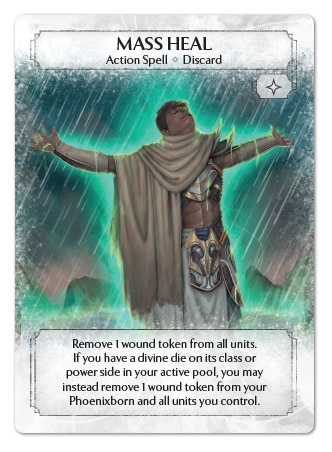 MASS HEAL
Action Spell ⟡ Discard
Remove 1 wound token from all units.
If you have a divine die on its class or
power side in your active pool, you may
instead remove 1 wound token from your
Phoenixborn and all units you control.